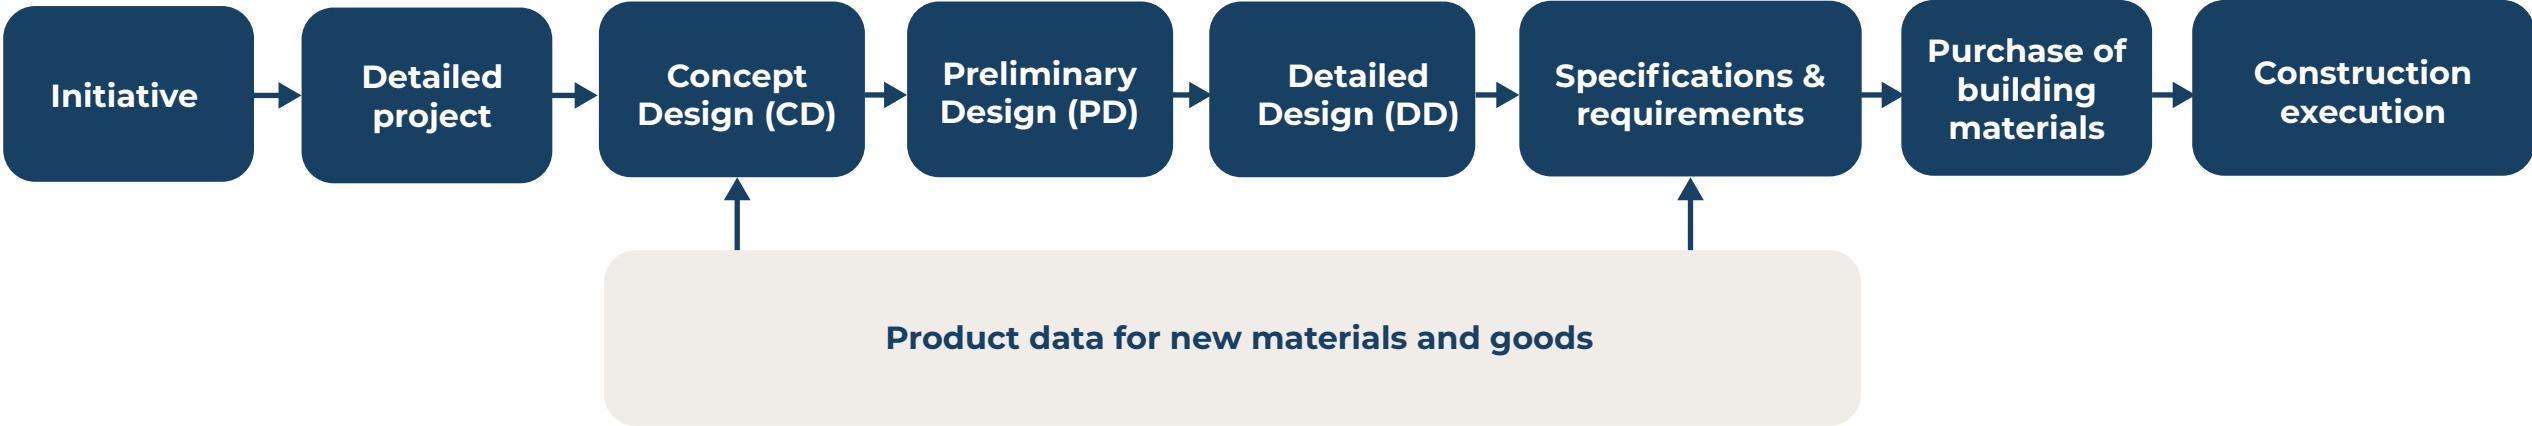 Initiative
Detailed
project
Concept
Design (CD)
Preliminary
Design (PD)
Detailed
Design (DD)
Specifications &
requirements
Purchase of
building
materials
Construction
execution
Product data for new materials and goods